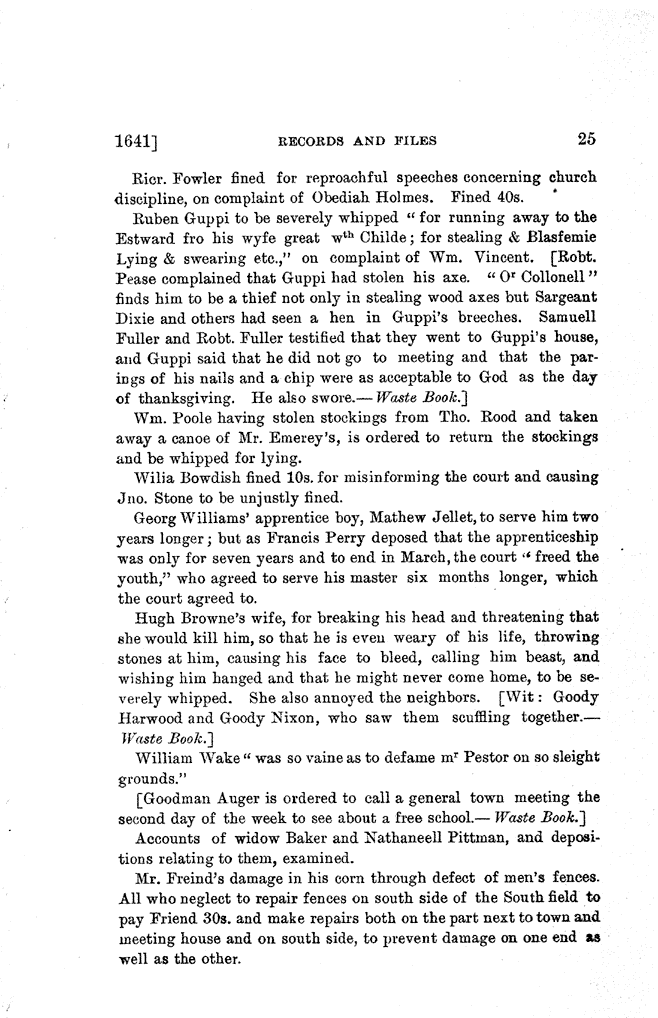 1641] RECORDS AND FILES 25
Ricr. Fowler fined for reproachful speeches concerning church
discipline, on complaint of Obediah Holmes. Fined 40s.
Ruben Guppi to be severely whipped “ for running away to the
Estward fro his wyfe great wth Childe ; for stealing & Blasfemie
Lying & swearing etc.,” on complaint of Wm. Vincent. [Robt.
Pease complained that Guppi had stolen his axe. “ Or Collonell ”
finds him to be a thief not only in stealing wood axes but Sargeant
Dixie and others had seen a hen in Guppi's breeches. Samuell
Fuller and Robt. Fuller testified that they went to Guppi's house,
and Guppi said that he did not go to meeting and that the par-
ings of his nails and a chip were as acceptable to God as the day
of thanksgiving. He also swore.— Waste Book.]
Wm. Poole having stolen stockings from Tho. Rood and taken
away a canoe of Mr. Emerey's, is ordered to return the stockings
and be whipped for lying.
Wilia Bowdish fined 10s. for misinforming the court and causing
Jno. Stone to be unjustly fined.
Georg Williams' apprentice boy, Mathew Jellet, to serve him two
years longer ; but as Francis Perry deposed that the apprenticeship
was only for seven years and to end in March, the court “ freed the
youth,” who agreed to serve his master six months longer, which
the court agreed to.
Hugh Browne's wife, for breaking his head and threatening that
she would kill him, so that he is even weary of his life, throwing
stones at him, causing his face to bleed, calling him beast, and
wishing him hanged and that he might never come home, to be se-
verely whipped. She also annoyed the neighbors. [Wit : Goody
Harwood and Goody Nixon, who saw them scuffling together.—
Waste Book.]
William Wake “ was so vaine as to defame mr Pestor on so sleight
grounds.”
[Goodman Auger is ordered to call a general town meeting the
second day of the week to see about a free school.— Waste Book.]
Accounts of widow Baker and Nathaneell Pittman, and deposi-
tions relating to them, examined.
Mr. Freind's damage in his corn through defect of men's fences.
All who neglect to repair fences on south side of the South field to
pay Friend 30s. and make repairs both on the part next to town and
meeting house and on south side, to prevent damage on one end as
well as the other.